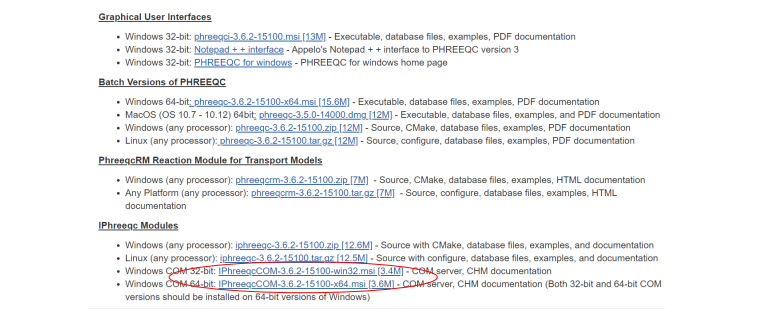 Graphical User Interfaces
• Windows 32-bit: phreeqci-3.6.2-15100.msi [13M] - Executable, database files, examples, PDF documentation
• Windows 32-bit: Notepad + + interface - Appelo's Notepad + + interface to PHREEQC version 3
• Windows 32-bit: PHREEQC for windows - PHREEQC for windows home page
Batch Versions of PHREEQC
• Windows 64-bit: phreeqc-3.6.2-15100-x64.msi [15.6M] - Executable, database files, examples, PDF documentation
• MacOS (OS 10.7 - 10.12) 64bit: phreeqc-3.5.0-14000.dmg [12M] - Executable, database files, examples, and PDF documentation
• Windows (any processor): phreeqc-3.6.2-15100.zip [12M] - Source, CMake, database files, examples, PDF documentation
• Linux (any processor): phreeqc-3.6.2-15100.tar.gz [12M] - Source, configure, database files, examples, PDF documentation
PhreeqcRM Reaction Module for Transport Models
• Windows (any processor): phreeqcrm-3.6.2-15100.zip [7M] - Source, CMake, database files, examples, HTML documentation
• Any Platform (any processor): phreeqcrm-3.6.2-15100.tar.gz [7M] - Source, configure, database files, examples, HTML
documentation
IPhreeqc Modules
• Windows (any processor): iphreeqc-3.6.2-15100.zip [12.6M] - Source with CMake, database files, examples, and documentation
• Linux (any processor): iphreeqc-3.6.2-15100.tar.gz [12.5M] - Source with configure, database files, examples, and documentation
• Windows COM 32-bit: IPhreeqcCOM-3.6.2-15100-win32.msi [3.4M] - COM server, CHM documentation
• Windows COM 64-bit: IPhreeqcCOM-3.6.2-15100-x64.msi [3.6M] - COM server, CHM documentation (Both 32-bit and 64-bit COM
versions should be installed on 64-bit versions of Windows)